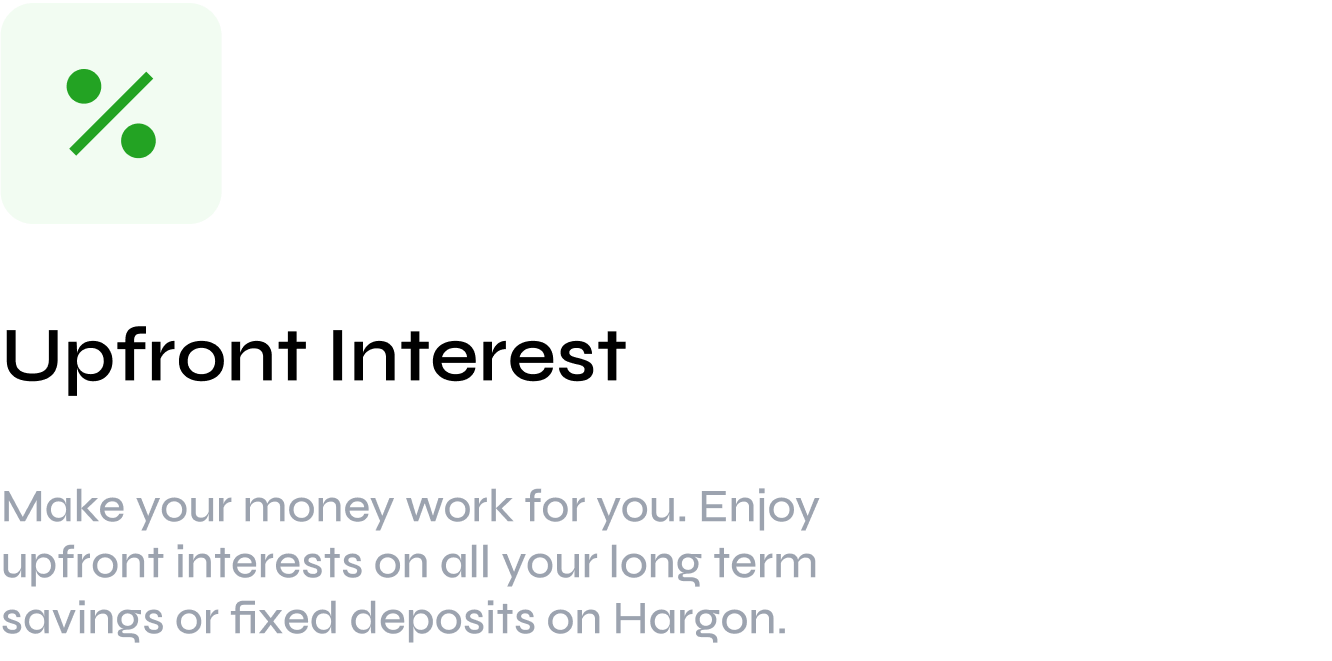 Upfront Interest
Make your money work for you. Enjoy
upfront interests on all your long term
savings or fixed deposits on Hargon.